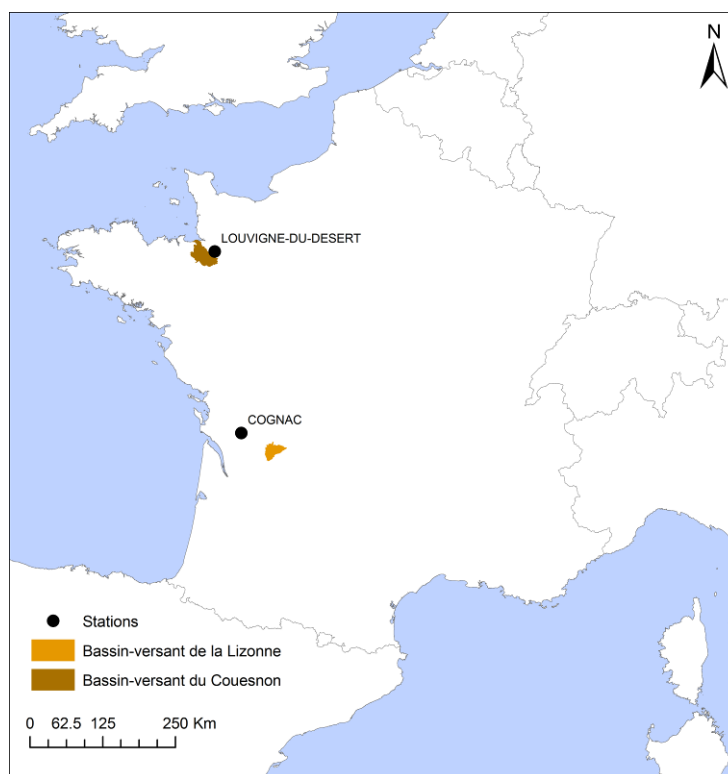 N
LOUVIGNE-DU-DESERT
COGNAC
Stations
Bassin-versant de la Lizonne
Bassin-versant du Couesnon
0 62.5 125 250 Km